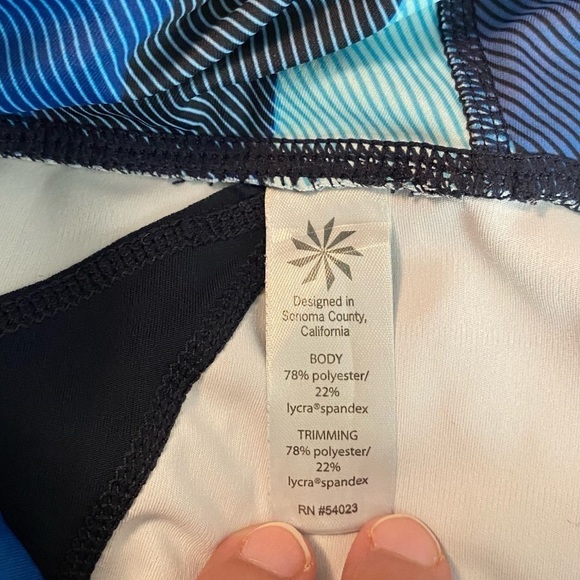 Designed in
Sonoma County,
California
BODY
78% polyester/
22%
lycra®spandex
TRIMMING
78% polyester/
22%
lycra®spandex
RN #54023